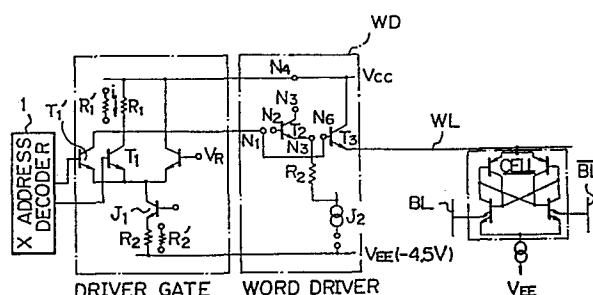 WD
N4
Vcc
R1'
i
R1
N3
N2
T1'
T2
N6
T3
N1
N3
WL
1
X ADDRESS DECODER
T1
VR
R2
CELL
BL
BL
J1
J2
R2
R2'
VEE(-4,5V)
VEE
DRIVER GATE
WORD DRIVER